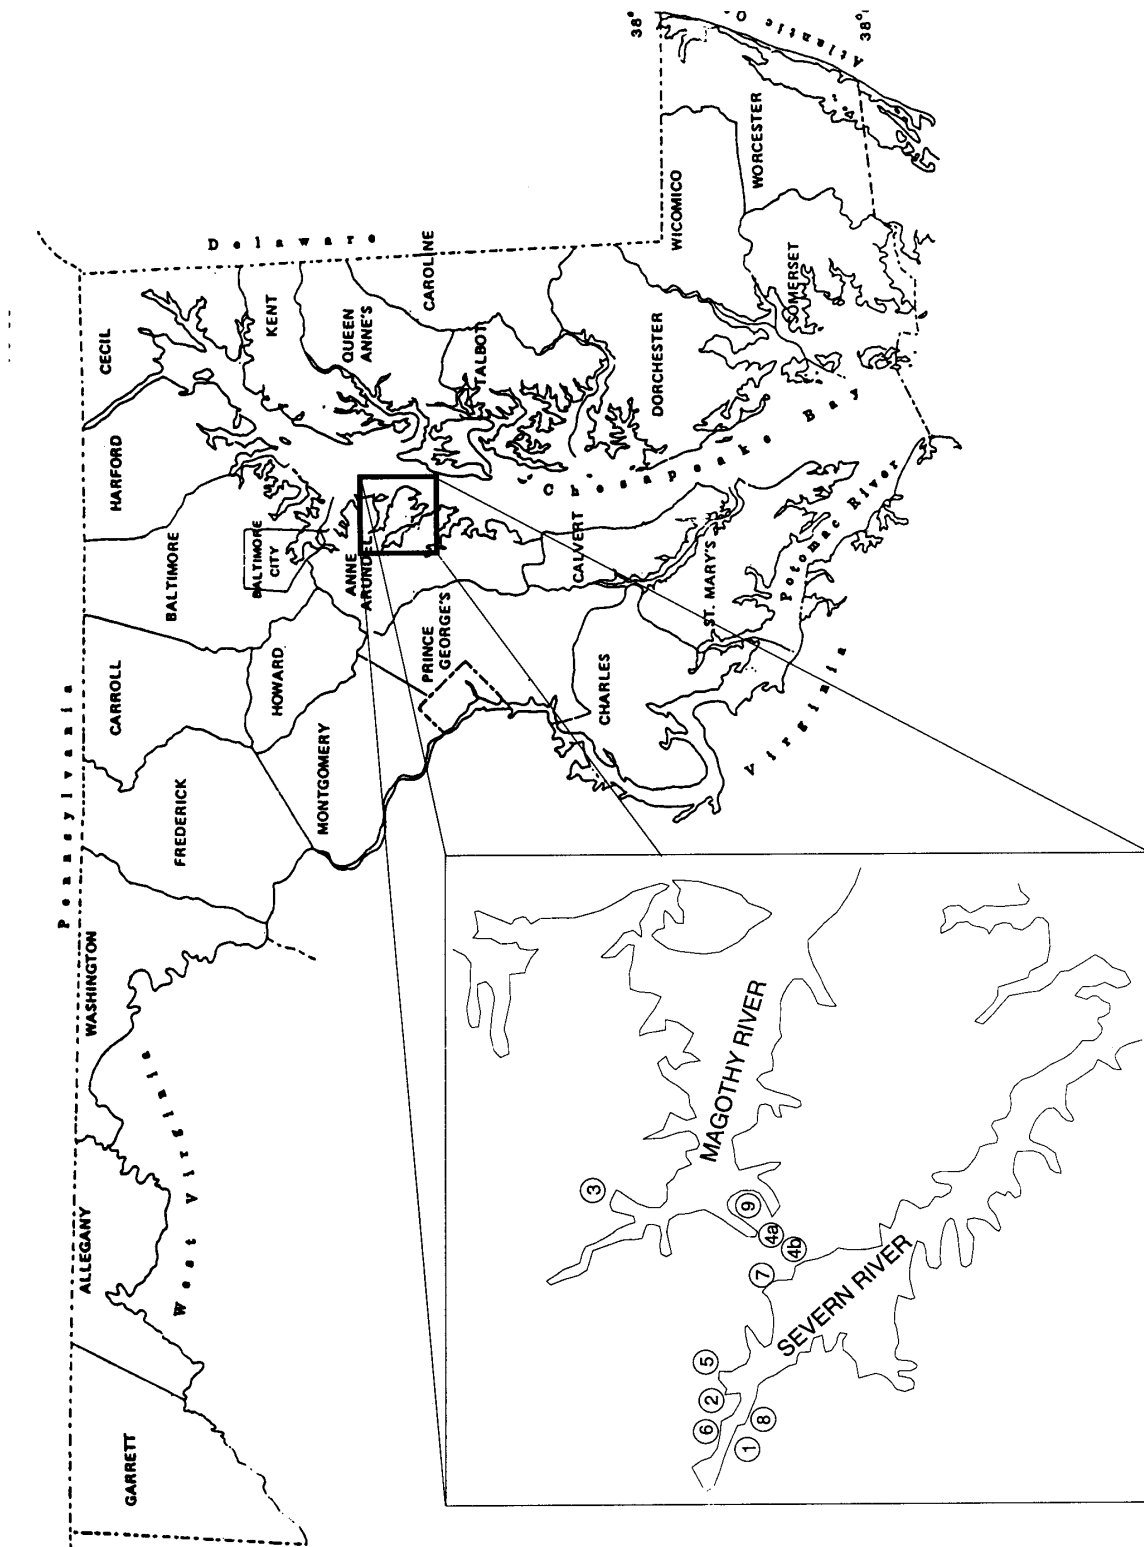 Pennsylvania
GARRETT
ALLEGANY
WASHINGTON
FREDERICK
CARROLL
BALTIMORE
HARFORD
CECIL
West Virginia
MONTGOMERY
HOWARD
BALTIMORE
CITY
KENT
Delaware
ANNE
ARUNDEL
QUEEN
ANNE'S
CAROLINE
PRINCE
GEORGE'S
TALBOT
CHARLES
CALVERT
ST. MARY'S
DORCHESTER
WICOMICO
WORCESTER
SOMERSET
Chesapeake Bay
Potomac River
Virginia
Atlantic O
38°
38°
MAGOTHY RIVER
SEVERN RIVER
1
2
3
4a
4b
5
6
7
8
9